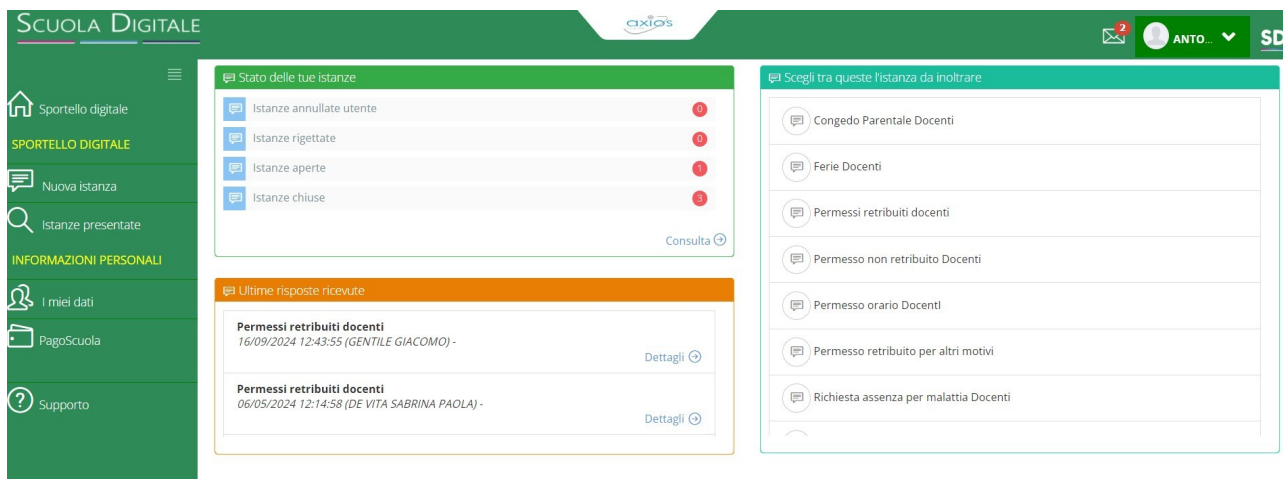 SCUOLA DIGITALE
axios
2
ANTO...
SD
Sportello digitale
SPORTELLO DIGITALE
Nuova istanza
Istanze presentate
INFORMAZIONI PERSONALI
I miei dati
PagoScuola
Supporto
Stato delle tue istanze
Istanze annullate utente 0
Istanze rigettate 0
Istanze aperte 1
Istanze chiuse 3
Consulta
Ultime risposte ricevute
Permessi retribuiti docenti
16/09/2024 12:43:55 (GENTILE GIACOMO) -
Dettagli
Permessi retribuiti docenti
06/05/2024 12:14:58 (DE VITA SABRINA PAOLA) -
Dettagli
Scegli tra queste l'istanza da inoltrare
Congedo Parentale Docenti
Ferie Docenti
Permessi retribuiti docenti
Permesso non retribuito Docenti
Permesso orario DocentI
Permesso retribuito per altri motivi
Richiesta assenza per malattia Docenti